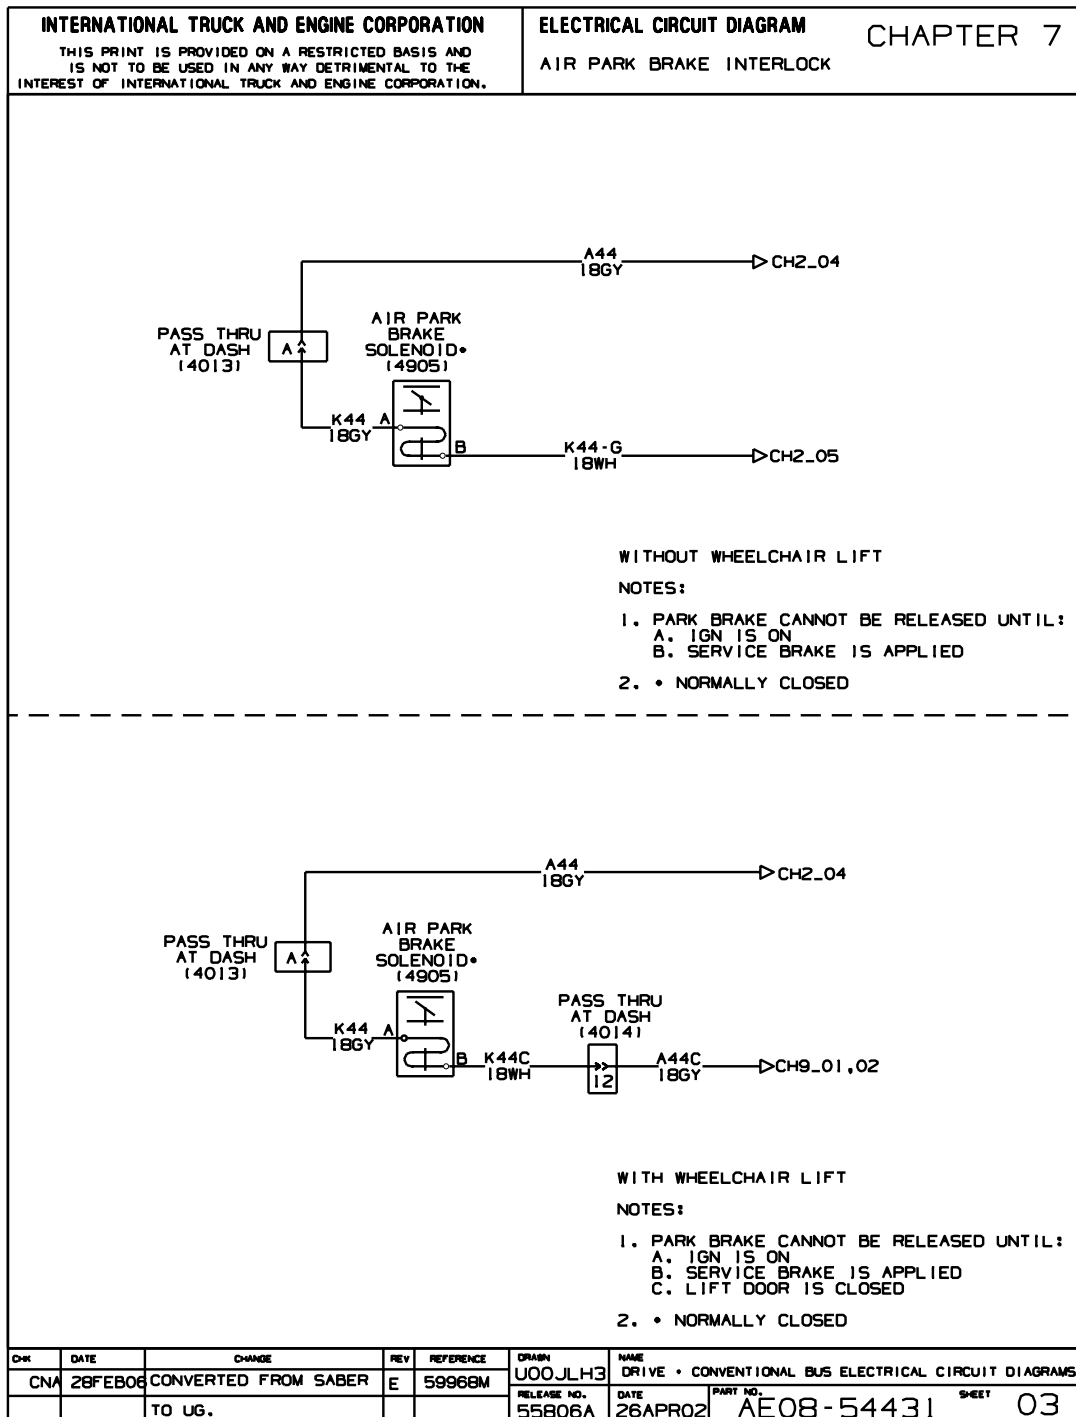 INTERNATIONAL TRUCK AND ENGINE CORPORATION
THIS PRINT IS PROVIDED ON A RESTRICTED BASIS AND
IS NOT TO BE USED IN ANY WAY DETRIMENTAL TO THE
INTEREST OF INTERNATIONAL TRUCK AND ENGINE CORPORATION.
ELECTRICAL CIRCUIT DIAGRAM
AIR PARK BRAKE INTERLOCK
CHAPTER 7
A44
18GY
CH2_04
PASS THRU
AT DASH
(4013)
A
AIR PARK
BRAKE
SOLENOID•
(4905)
K44
18GY
A
B
K44-G
18WH
CH2_05
WITHOUT WHEELCHAIR LIFT
NOTES:
1. PARK BRAKE CANNOT BE RELEASED UNTIL:
A. IGN IS ON
B. SERVICE BRAKE IS APPLIED
2. • NORMALLY CLOSED
A44
18GY
CH2_04
PASS THRU
AT DASH
(4013)
A
AIR PARK
BRAKE
SOLENOID•
(4905)
K44
18GY
A
B
K44C
18WH
PASS THRU
AT DASH
(4014)
12
A44C
18GY
CH9_01,02
WITH WHEELCHAIR LIFT
NOTES:
1. PARK BRAKE CANNOT BE RELEASED UNTIL:
A. IGN IS ON
B. SERVICE BRAKE IS APPLIED
C. LIFT DOOR IS CLOSED
2. • NORMALLY CLOSED
CHK DATE CHANGE REV REFERENCE
CNA 28FEB06 CONVERTED FROM SABER E 59968M
TO UG.
DRAWN
U00JLH3
NAME
DRIVE • CONVENTIONAL BUS ELECTRICAL CIRCUIT DIAGRAMS
RELEASE NO.
55806A
DATE
26APR02
PART NO.
AE08-54431
SHEET
03